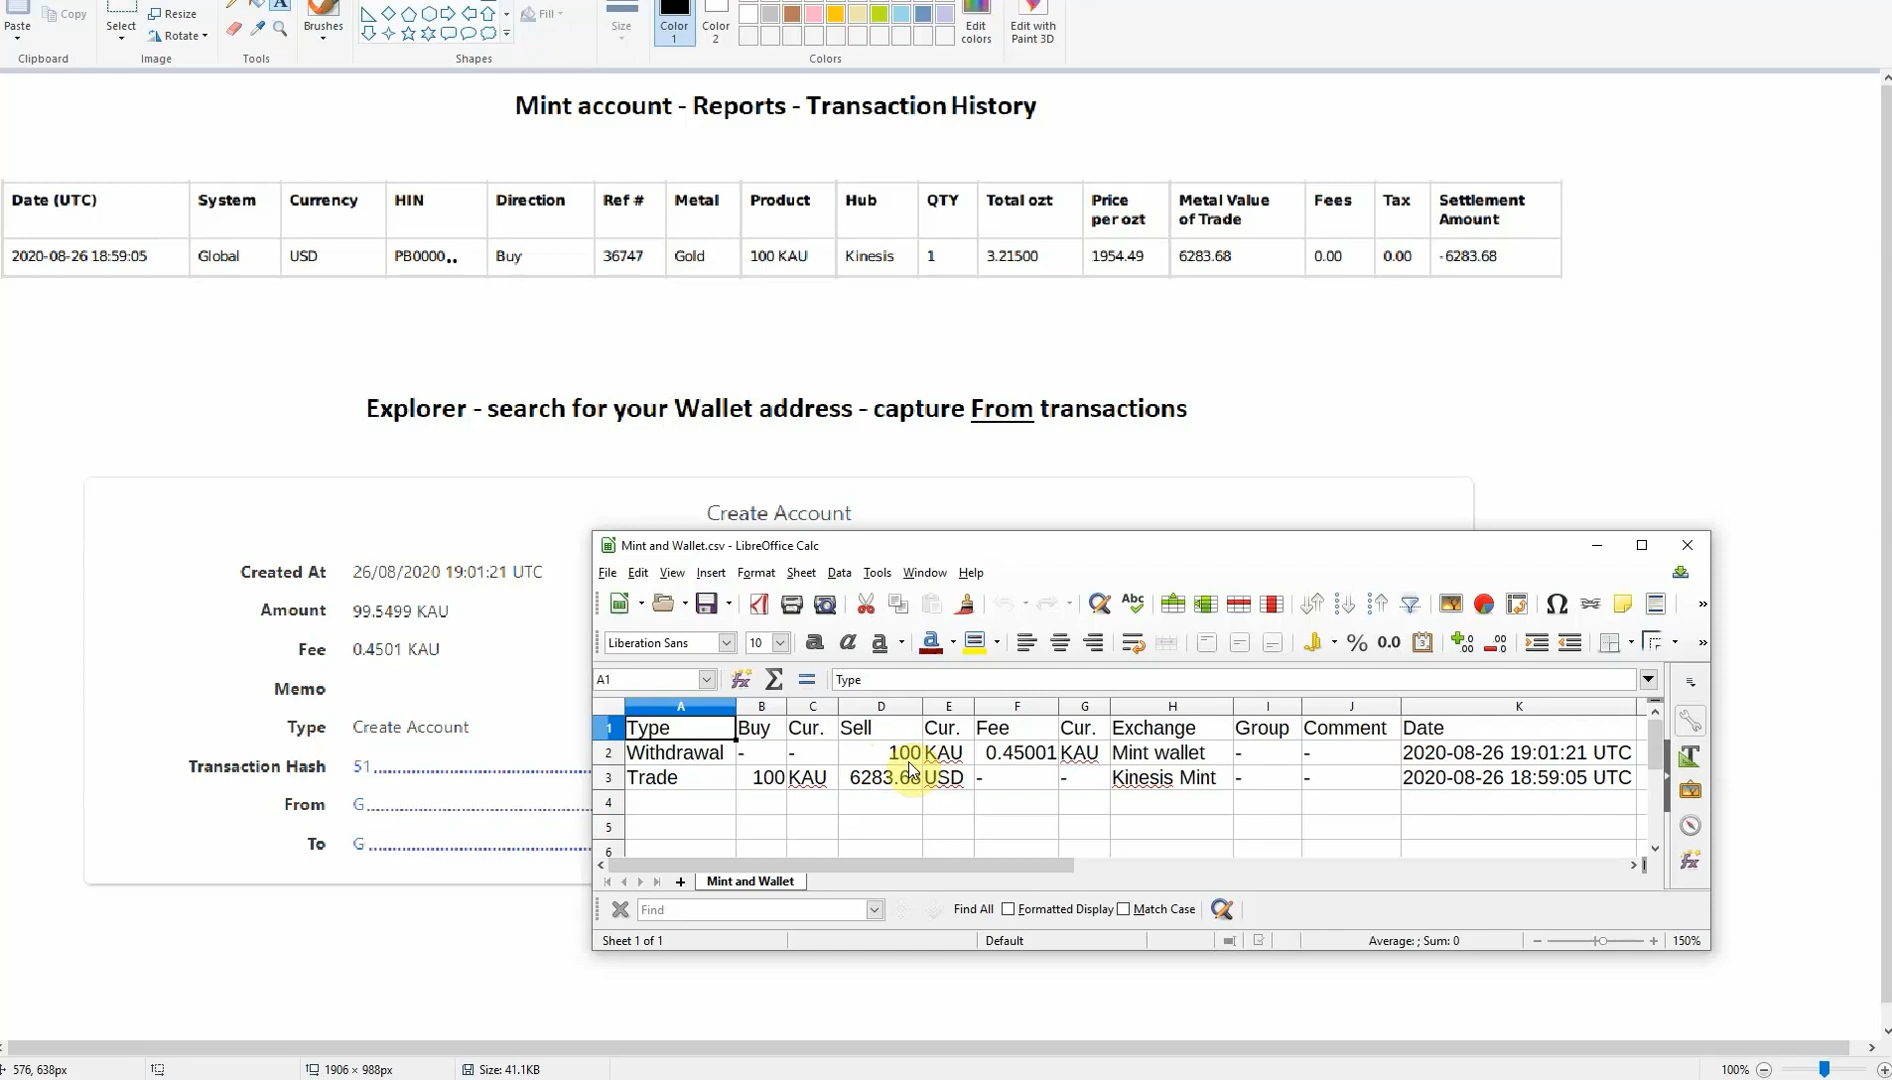 Paste
Copy
Select
Resize
Rotate
Brushes
Fill
Size
Color
1
Color
2
Edit
colors
Edit with
Paint 3D
Clipboard
Image
Tools
Shapes
Colors
Mint account - Reports - Transaction History
Date (UTC) System Currency HIN Direction Ref # Metal Product Hub QTY Total ozt Price per ozt Metal Value of Trade Fees Tax Settlement Amount
2020-08-26 18:59:05 Global USD PB0000.. Buy 36747 Gold 100 KAU Kinesis 1 3.21500 1954.49 6283.68 0.00 0.00 -6283.68
Explorer - search for your Wallet address - capture From transactions
Create Account
Created At 26/08/2020 19:01:21 UTC
Amount 99.5499 KAU
Fee 0.4501 KAU
Memo
Type Create Account
Transaction Hash 51
From G
To G
Mint and Wallet.csv - LibreOffice Calc
File Edit View Insert Format Sheet Data Tools Window Help
Liberation Sans 10
A1 Type
A B C D E F G H I J K
1 Type Buy Cur. Sell Cur. Fee Cur. Exchange Group Comment Date
2 Withdrawal - - 100 KAU 0.45001 KAU Mint wallet - - 2020-08-26 19:01:21 UTC
3 Trade 100 KAU 6283.68 USD - - Kinesis Mint - - 2020-08-26 18:59:05 UTC
4
5
6
Mint and Wallet
Find Find All Formatted Display Match Case
Sheet 1 of 1 Default Average: ; Sum: 0 150%
576, 638px 1906 × 988px Size: 41.1KB 100%